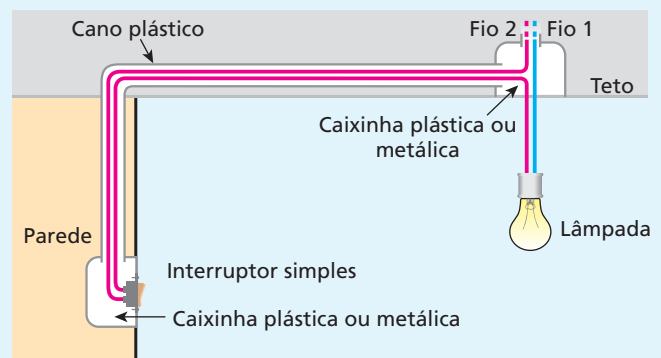 Cano plástico
Fio 2
Fio 1
Teto
Caixinha plástica ou
metálica
Parede
Lâmpada
Interruptor simples
Caixinha plástica ou metálica